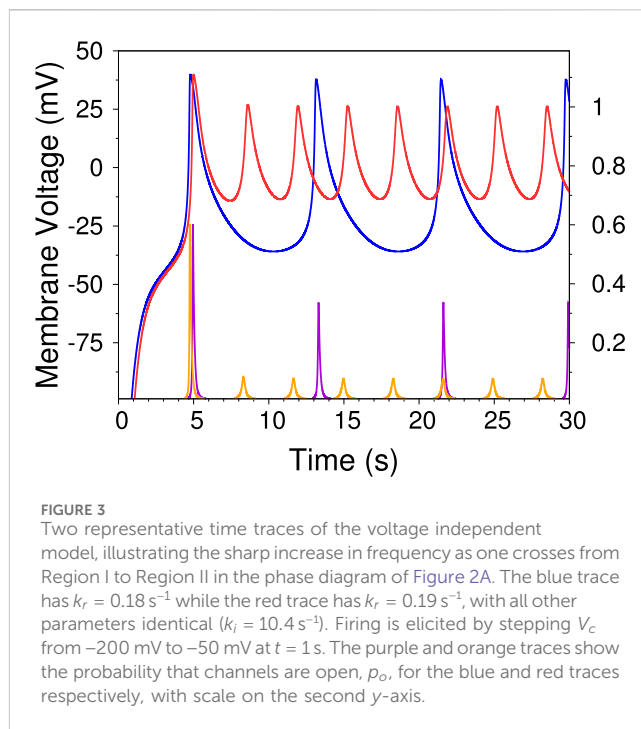 50
25
0
-25
-50
-75
Membrane Voltage (mV)
1
0.8
0.6
0.4
0.2
0 5 10 15 20 25 30
Time (s)
FIGURE 3
Two representative time traces of the voltage independent
model, illustrating the sharp increase in frequency as one crosses from
Region I to Region II in the phase diagram of Figure 2A. The blue trace
has kr = 0.18 s−1 while the red trace has kr = 0.19 s−1, with all other
parameters identical (ki = 10.4 s−1). Firing is elicited by stepping Vc
from −200 mV to −50 mV at t = 1 s. The purple and orange traces show
the probability that channels are open, po, for the blue and red traces
respectively, with scale on the second y-axis.